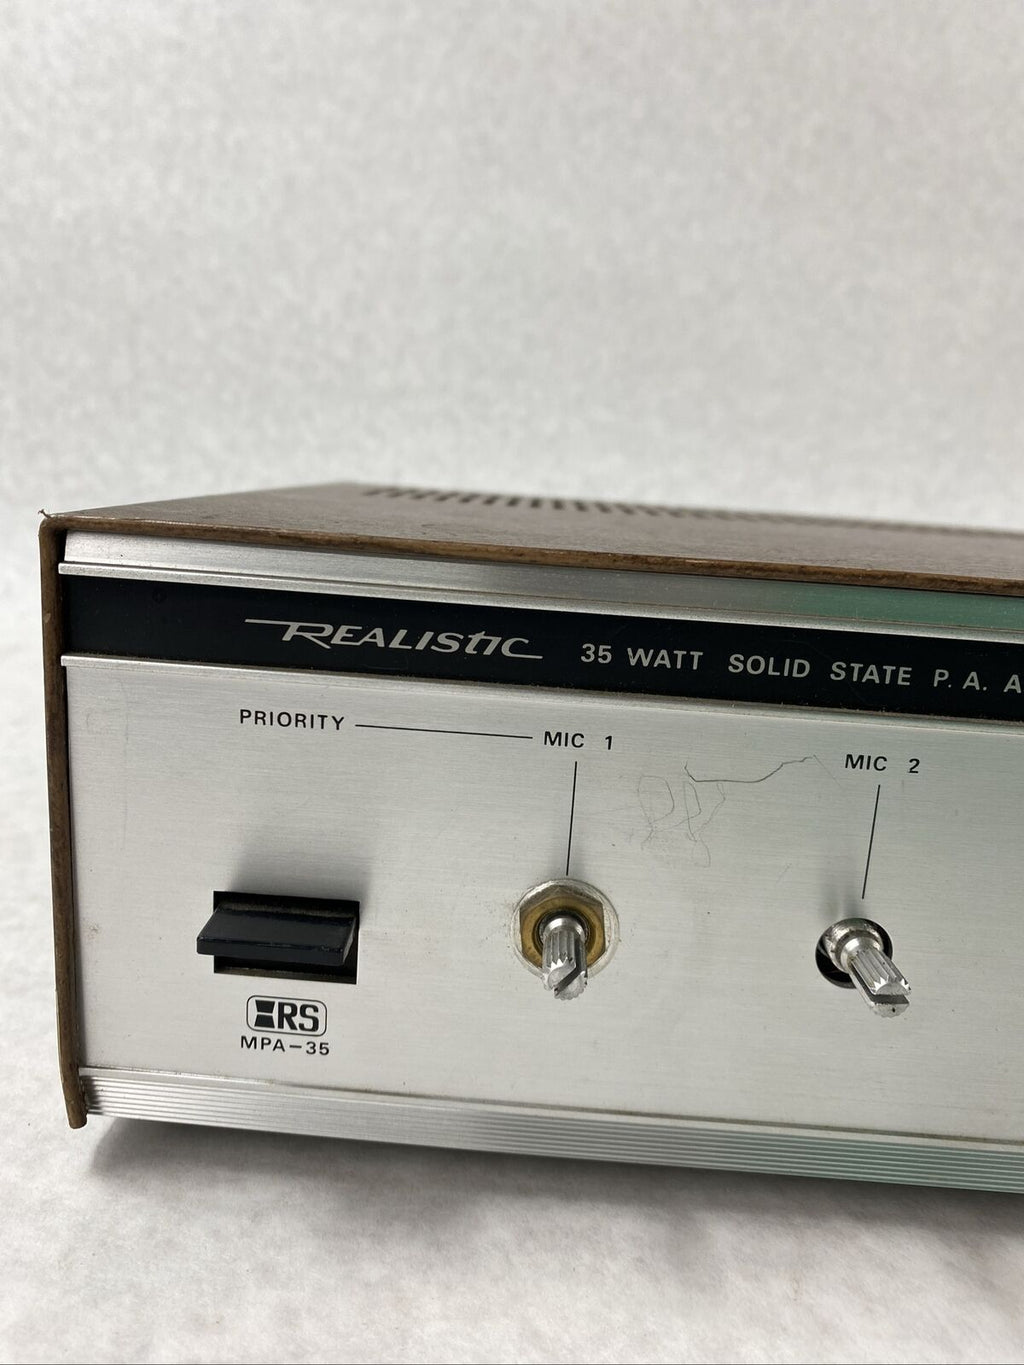 REALISTIC 35 WATT SOLID STATE P. A. A
PRIORITY MIC 1
MIC 2
RS
MPA-35